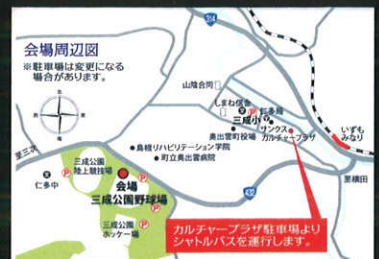 会場周辺図
※駐車場は変更になる
場合があります。
314
山陰合同
しまね信金
仁多局
三成小
奥出雲町役場
サンクス
カルチャープラザ
いずも
みなり
至横田
至三次
三成公園
陸上競技場
仁多中
島根リハビリテーション学院
町立奥出雲病院
会場
三成公園野球場
三成公園
ホッケー場
432
カルチャープラザ駐車場より
シャトルバスを運行します。